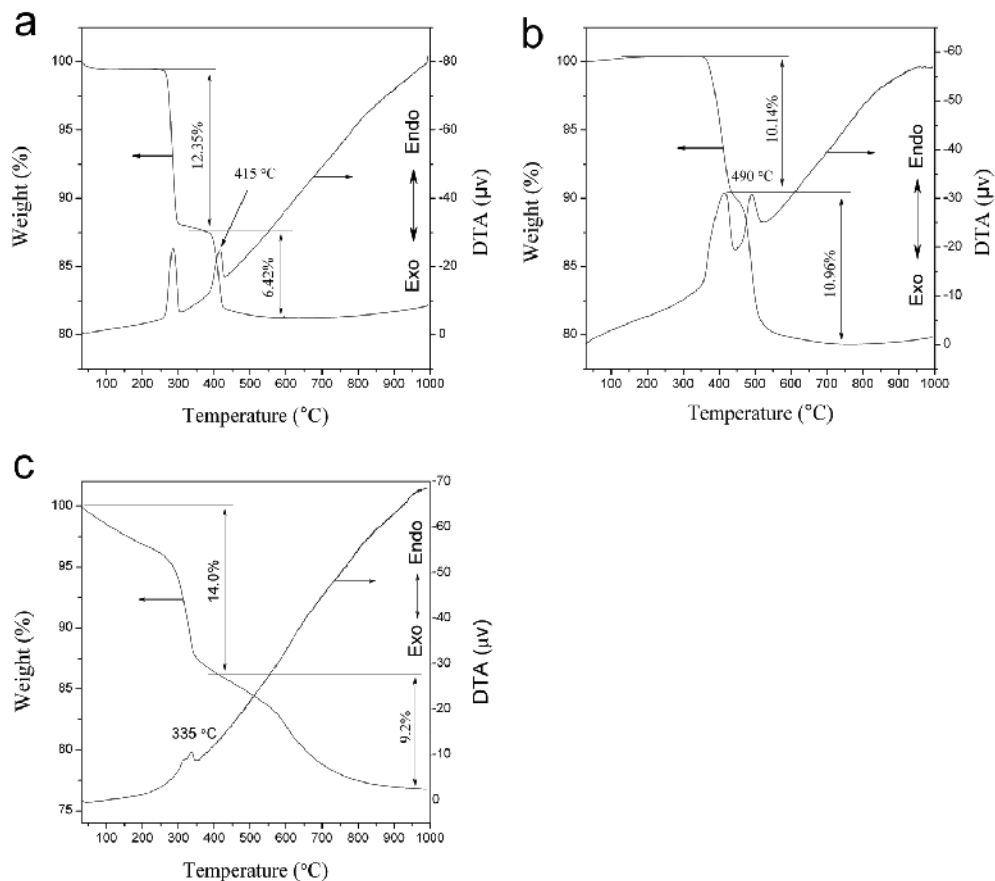 a
Weight (%)
100
95
90
85
80
12.35%
415 °C
6.42%
Endo
Exo
-80
-60
-40
-20
0
DTA (μv)
100 200 300 400 500 600 700 800 900 1000
Temperature (°C)
b
Weight (%)
100
95
90
85
80
10.14%
490 °C
10.96%
Endo
Exo
-60
-50
-40
-30
-20
-10
0
DTA (μv)
100 200 300 400 500 600 700 800 900 1000
Temperature (°C)
c
Weight (%)
100
95
90
85
80
75
14.0%
335 °C
9.2%
Endo
Exo
-70
-60
-50
-40
-30
-20
-10
0
DTA (μv)
100 200 300 400 500 600 700 800 900 1000
Temperature (°C)